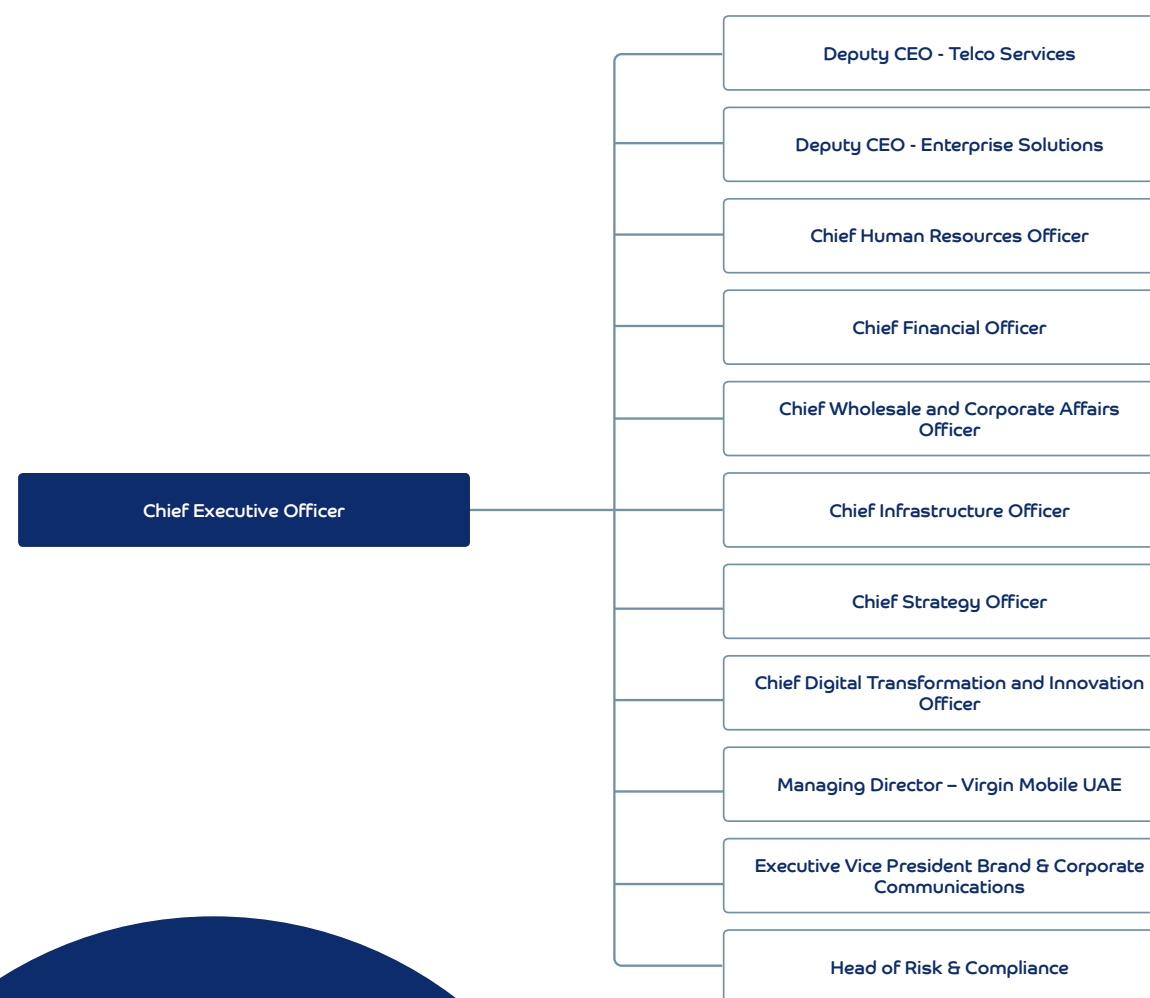 Deputy CEO - Telco Services
Deputy CEO - Enterprise Solutions
Chief Human Resources Officer
Chief Financial Officer
Chief Wholesale and Corporate Affairs
Officer
Chief Executive Officer
Chief Infrastructure Officer
Chief Strategy Officer
Chief Digital Transformation and Innovation
Officer
Managing Director – Virgin Mobile UAE
Executive Vice President Brand & Corporate
Communications
Head of Risk & Compliance